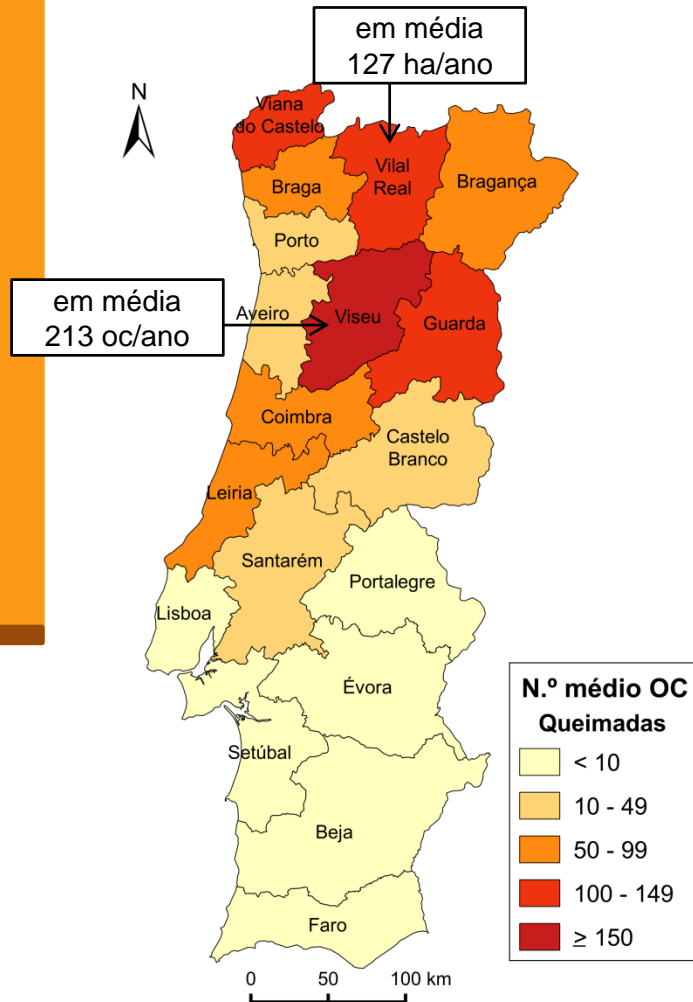 em média
127 ha/ano
N
Viana
do Castelo
Vilal
Real
Bragança
Braga
Porto
em média
213 oc/ano
Aveiro
Viseu
Guarda
Coimbra
Castelo
Branco
Leiria
Santarém
Portalegre
Lisboa
Évora
Setúbal
Beja
Faro
N.º médio OC
Queimadas
< 10
10 - 49
50 - 99
100 - 149
≥ 150
0 50 100 km